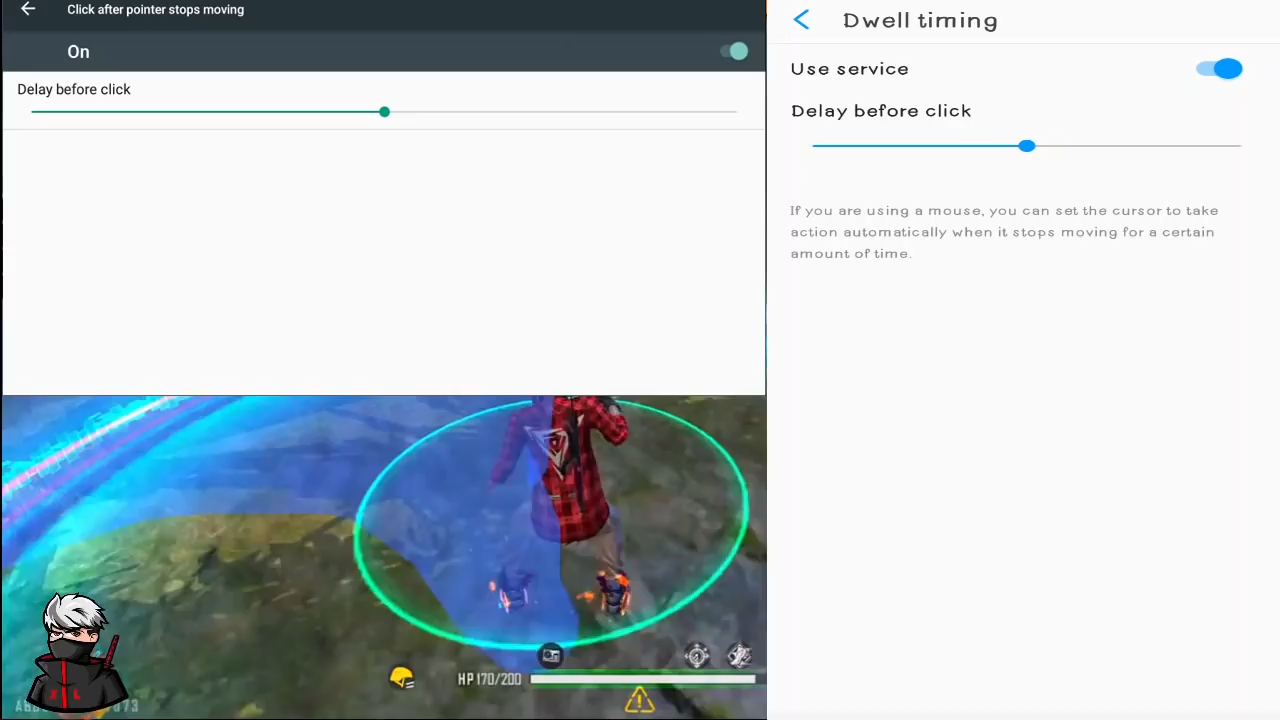 Click after pointer stops moving
On
Delay before click
Dwell timing
Use service
Delay before click
If you are using a mouse, you can set the cursor to take
action automatically when it stops moving for a certain
amount of time.
HP 170/200